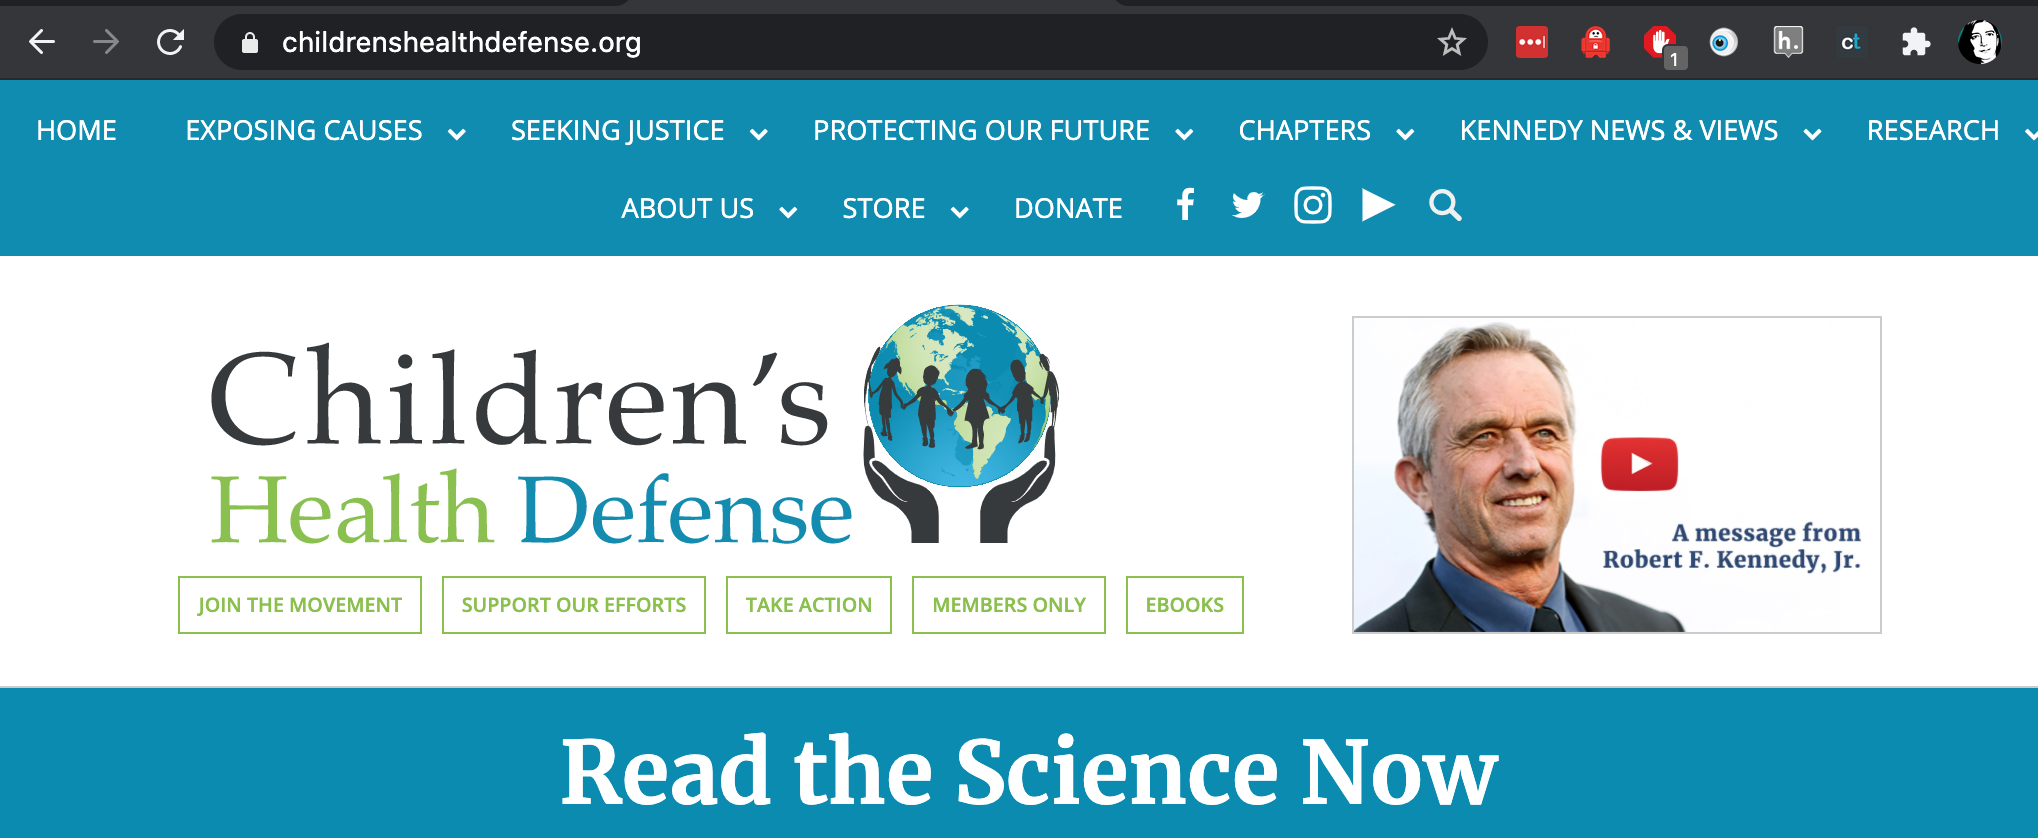 childrenshealthdefense.org
1
h.
ct
HOME EXPOSING CAUSES SEEKING JUSTICE PROTECTING OUR FUTURE CHAPTERS KENNEDY NEWS & VIEWS RESEARCH
ABOUT US STORE DONATE
Children's
Health Defense
JOIN THE MOVEMENT SUPPORT OUR EFFORTS TAKE ACTION MEMBERS ONLY EBOOKS
A message from
Robert F. Kennedy, Jr.
Read the Science Now